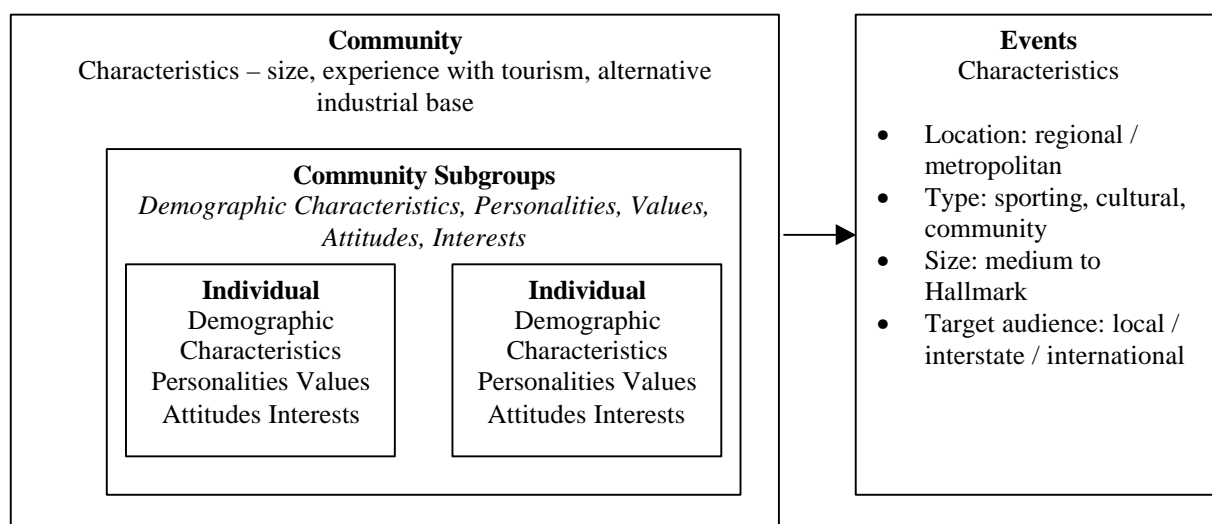 Community
Characteristics – size, experience with tourism, alternative
industrial base
Community Subgroups
Demographic Characteristics, Personalities, Values,
Attitudes, Interests
Individual
Demographic
Characteristics
Personalities Values
Attitudes Interests
Individual
Demographic
Characteristics
Personalities Values
Attitudes Interests
Events
Characteristics
• Location: regional /
metropolitan
• Type: sporting, cultural,
community
• Size: medium to
Hallmark
• Target audience: local /
interstate / international